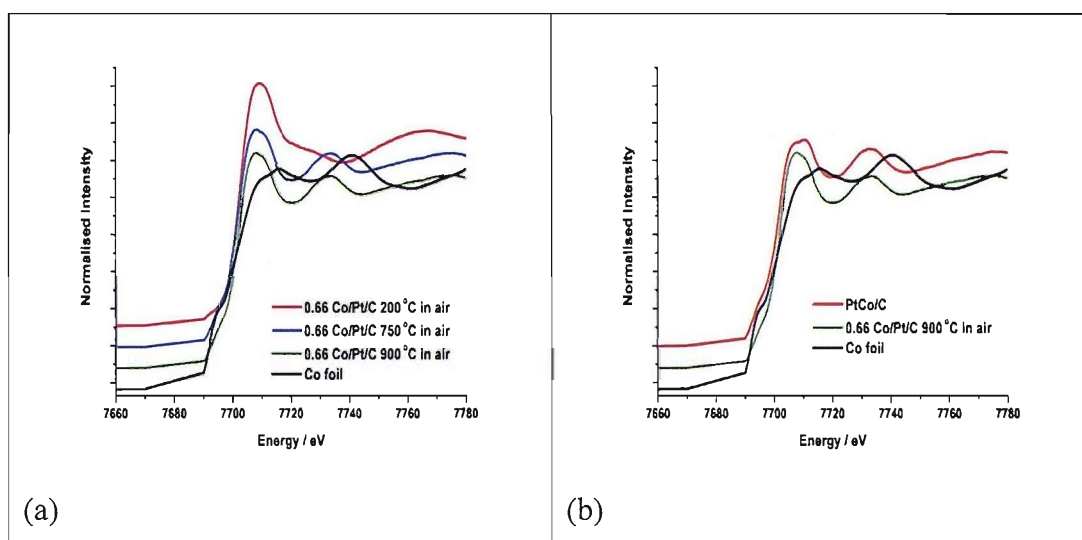 Normalised Intensity
0.66 Co/Pt/C 200 °C in air
0.66 Co/Pt/C 750 °C in air
0.66 Co/Pt/C 900 °C in air
Co foil
7660 7680 7700 7720 7740 7760 7780
Energy / eV
(a)
Normalised Intensity
PtCo/C
0.66 Co/Pt/C 900 °C in air
Co foil
7660 7680 7700 7720 7740 7760 7780
Energy / eV
(b)